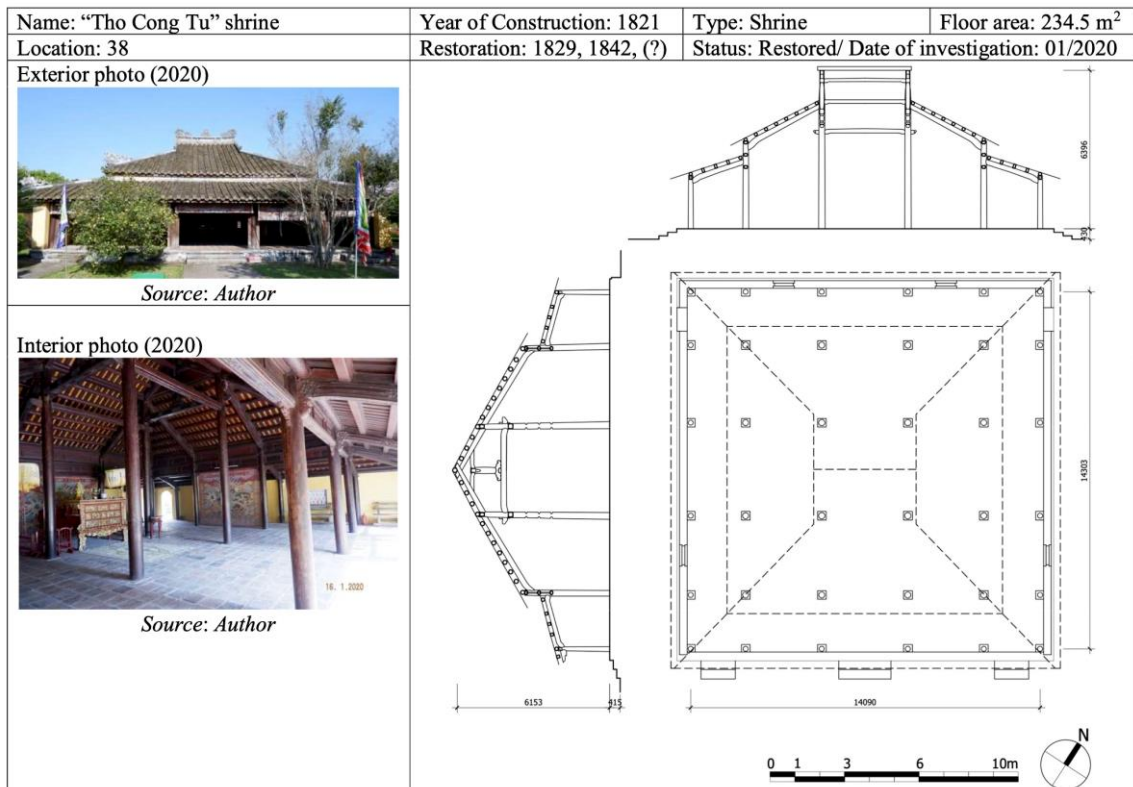 Name: “Tho Cong Tu” shrine
Year of Construction: 1821
Type: Shrine
Floor area: 234.5 m²
Location: 38
Restoration: 1829, 1842, (?)
Status: Restored/ Date of investigation: 01/2020
Exterior photo (2020)
Source: Author
Interior photo (2020)
16. 1.2020
Source: Author
6396
430
14303
6153
415
14090
0 1 3 6 10m
N